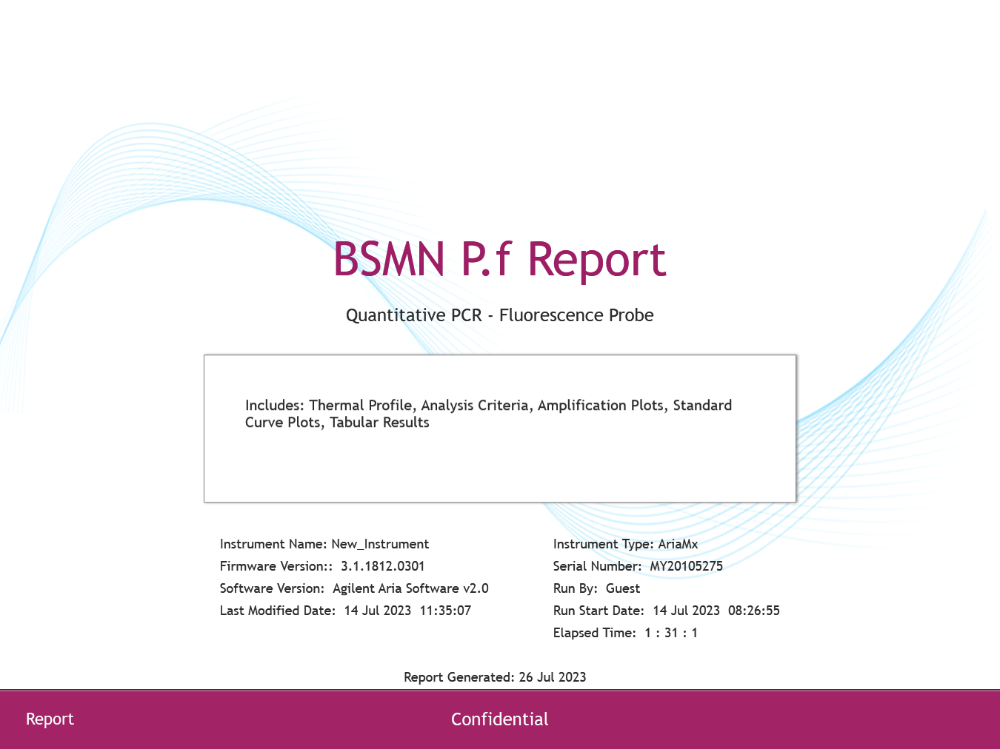 BSMN P.f Report
Quantitative PCR - Fluorescence Probe
Includes: Thermal Profile, Analysis Criteria, Amplification Plots, Standard
Curve Plots, Tabular Results
Instrument Name: New_Instrument
Firmware Version:: 3.1.1812.0301
Software Version: Agilent Aria Software v2.0
Last Modified Date: 14 Jul 2023 11:35:07
Instrument Type: AriaMx
Serial Number: MY20105275
Run By: Guest
Run Start Date: 14 Jul 2023 08:26:55
Elapsed Time: 1 : 31 : 1
Report Generated: 26 Jul 2023
Report
Confidential